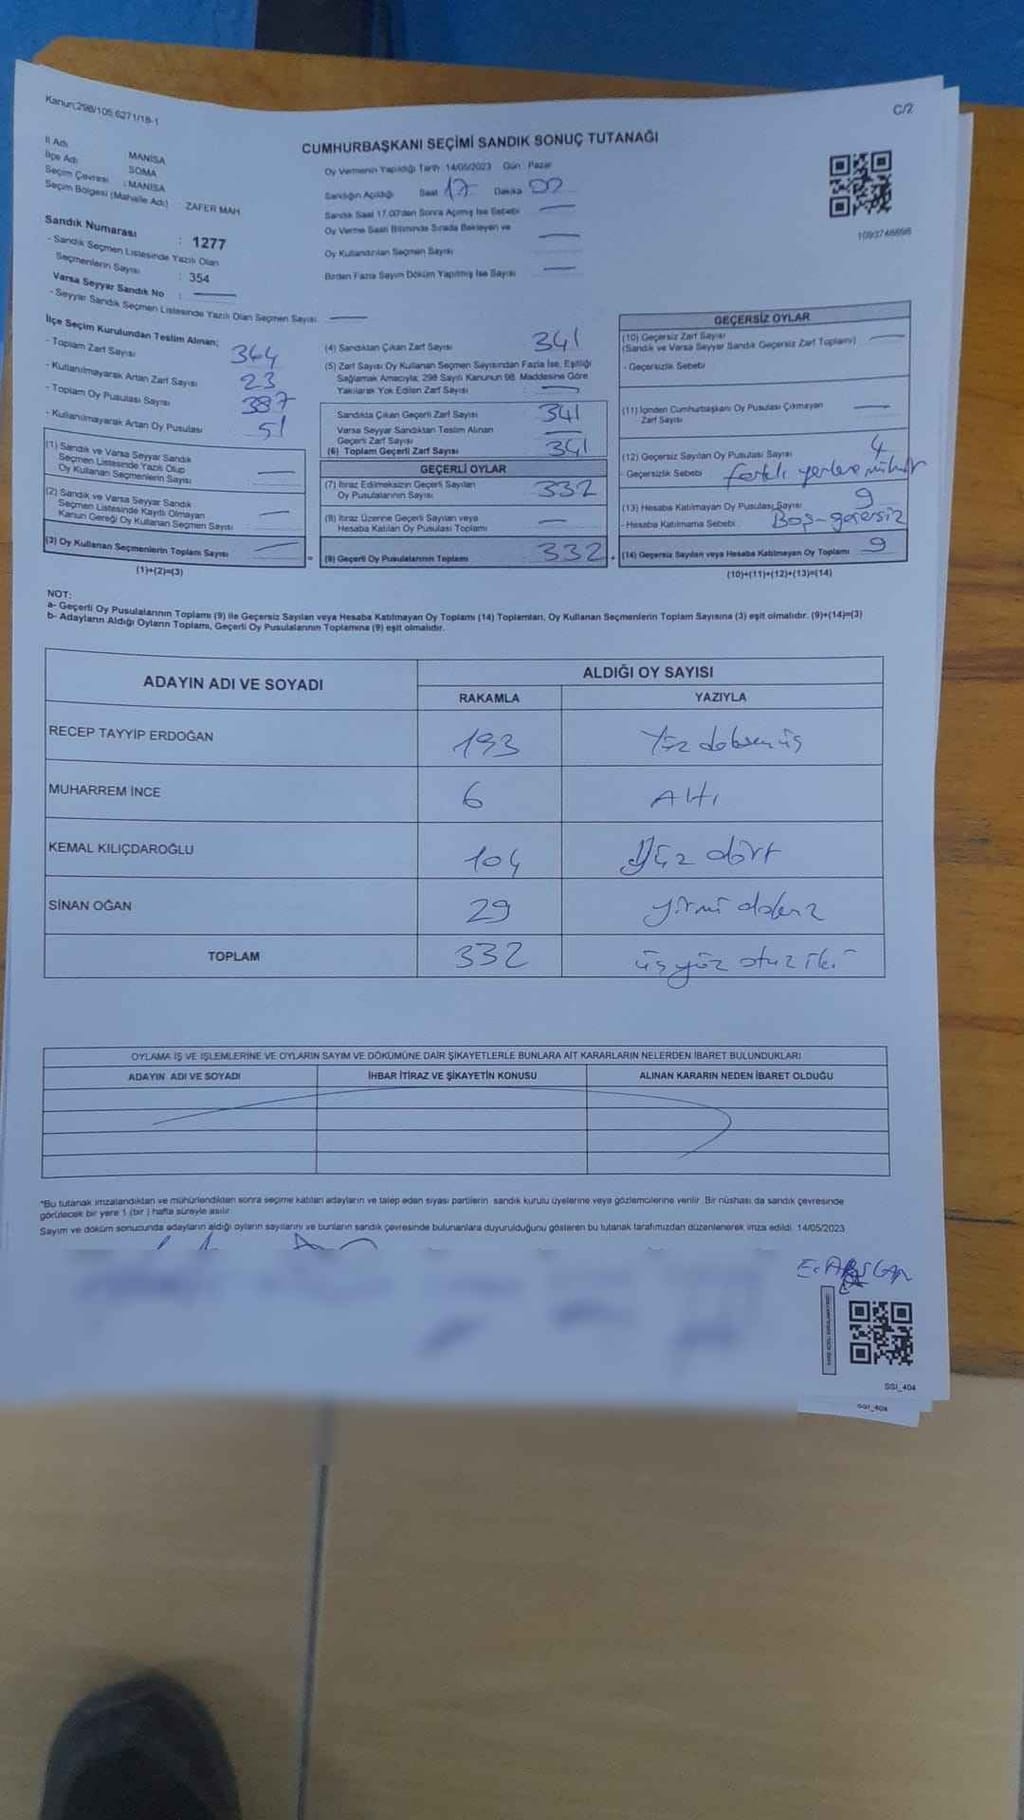 Kanun;298/105;6271/18-1
C/2
CUMHURBAŞKANI SEÇİMİ SANDIK SONUÇ TUTANAĞI
İl Adı MANİSA
İlçe Adı SOMA
Seçim Çevresi : MANİSA
Seçim Bölgesi (Mahalle Adı) : ZAFER MAH
Sandık Numarası : 1277
- Sandık Seçmen Listesinde Yazılı Olan
Seçmenlerin Sayısı : 354
Varsa Seyyar Sandık No :
- Seyyar Sandık Seçmen Listesinde Yazılı Olan Seçmen Sayısı
Oy Vermenin Yapıldığı Tarih :14/05/2023 Gün : Pazar
Sandığın Açıldığı Saat 17 Dakika 00
Sandık Saat 17.00'den Sonra Açılmış İse Sebebi
Oy Verme Saati Bitiminde Sırada Bekleyen ve
Oy Kullandırılan Seçmen Sayısı
Birden Fazla Sayım Döküm Yapılmış İse Sayısı
1093748898
İlçe Seçim Kurulundan Teslim Alınan;
- Toplam Zarf Sayısı 364
- Kullanılmayarak Artan Zarf Sayısı 23
- Toplam Oy Pusulası Sayısı 387
- Kullanılmayarak Artan Oy Pusulası 51
(1) Sandık ve Varsa Seyyar Sandık
Seçmen Listesinde Yazılı Olup
Oy Kullanan Seçmenlerin Sayısı
(2) Sandık ve Varsa Seyyar Sandık
Seçmen Listesinde Kayıtlı Olmayan
Kanun Gereği Oy Kullanan Seçmen Sayısı
(3) Oy Kullanan Seçmenlerin Toplam Sayısı
(1)+(2)=(3)
(4) Sandıktan Çıkan Zarf Sayısı 341
(5) Zarf Sayısı Oy Kullanan Seçmen Sayısından Fazla İse, Eşitliği
Sağlamak Amacıyla; 298 Sayılı Kanunun 98. Maddesine Göre
Yakılarak Yok Edilen Zarf Sayısı :
Sandıkta Çıkan Geçerli Zarf Sayısı 341
Varsa Seyyar Sandıktan Teslim Alınan
Geçerli Zarf Sayısı
(6) Toplam Geçerli Zarf Sayısı 341
GEÇERLİ OYLAR
(7) İtiraz Edilmeksizin Geçerli Sayılan
Oy Pusulalarının Sayısı 332
(8) İtiraz Üzerine Geçerli Sayılan veya
Hesaba Katılan Oy Pusulası Toplamı
= (9) Geçerli Oy Pusulalarının Toplamı 332 +
GEÇERSİZ OYLAR
(10) Geçersiz Zarf Sayısı
(Sandık ve Varsa Seyyar Sandık Geçersiz Zarf Toplamı)
- Geçersizlik Sebebi
(11) İçinden Cumhurbaşkanı Oy Pusulası Çıkmayan
Zarf Sayısı
(12) Geçersiz Sayılan Oy Pusulası Sayısı 4
- Geçersizlik Sebebi farklı yerlere mühür
(13) Hesaba Katılmayan Oy Pusulası Sayısı 9
- Hesaba Katılmama Sebebi Boş-geçersiz
(14) Geçersiz Sayılan veya Hesaba Katılmayan Oy Toplamı 9
(10)+(11)+(12)+(13)=(14)
NOT:
a- Geçerli Oy Pusulalarının Toplamı (9) ile Geçersiz Sayılan veya Hesaba Katılmayan Oy Toplamı (14) Toplamları, Oy Kullanan Seçmenlerin Toplam Sayısına (3) eşit olmalıdır. (9)+(14)=(3)
b- Adayların Aldığı Oyların Toplamı, Geçerli Oy Pusulalarının Toplamına (9) eşit olmalıdır.
ADAYIN ADI VE SOYADI ALDIĞI OY SAYISI
RAKAMLA YAZIYLA
RECEP TAYYİP ERDOĞAN 193 Yüz doksan üç
MUHARREM İNCE 6 Altı
KEMAL KILIÇDAROĞLU 104 Yüz dört
SİNAN OĞAN 29 yirmi dokuz
TOPLAM 332 üç yüz otuz iki
OYLAMA İŞ VE İŞLEMLERİNE VE OYLARIN SAYIM VE DÖKÜMÜNE DAİR ŞİKAYETLERLE BUNLARA AİT KARARLARIN NELERDEN İBARET BULUNDUKLARI
ADAYIN ADI VE SOYADI İHBAR İTİRAZ VE ŞİKAYETİN KONUSU ALINAN KARARIN NEDEN İBARET OLDUĞU
*Bu tutanak imzalandıktan ve mühürlendikten sonra seçime katılan adayların ve talep eden siyasi partilerin sandık kurulu üyelerine veya gözlemcilerine verilir. Bir nüshası da sandık çevresinde
görülecek bir yere 1 (bir ) hafta süreyle asılır.
Sayım ve döküm sonucunda adayların aldığı oyların sayılarını ve bunların sandık çevresinde bulunanlara duyurulduğunu gösteren bu tutanak tarafımızdan düzenlenerek imza edildi. 14/05/2023
SGI_404
SGI_404